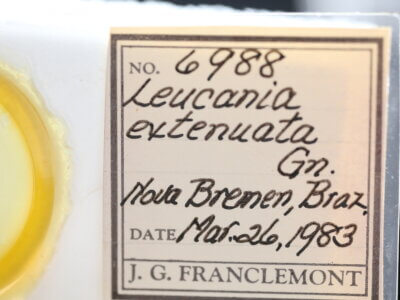 NO. 6988
Leucania
extenuata
Gn.
Nova Bremen, Braz.
DATE Mar. 26, 1983
J. G. FRANCLEMONT